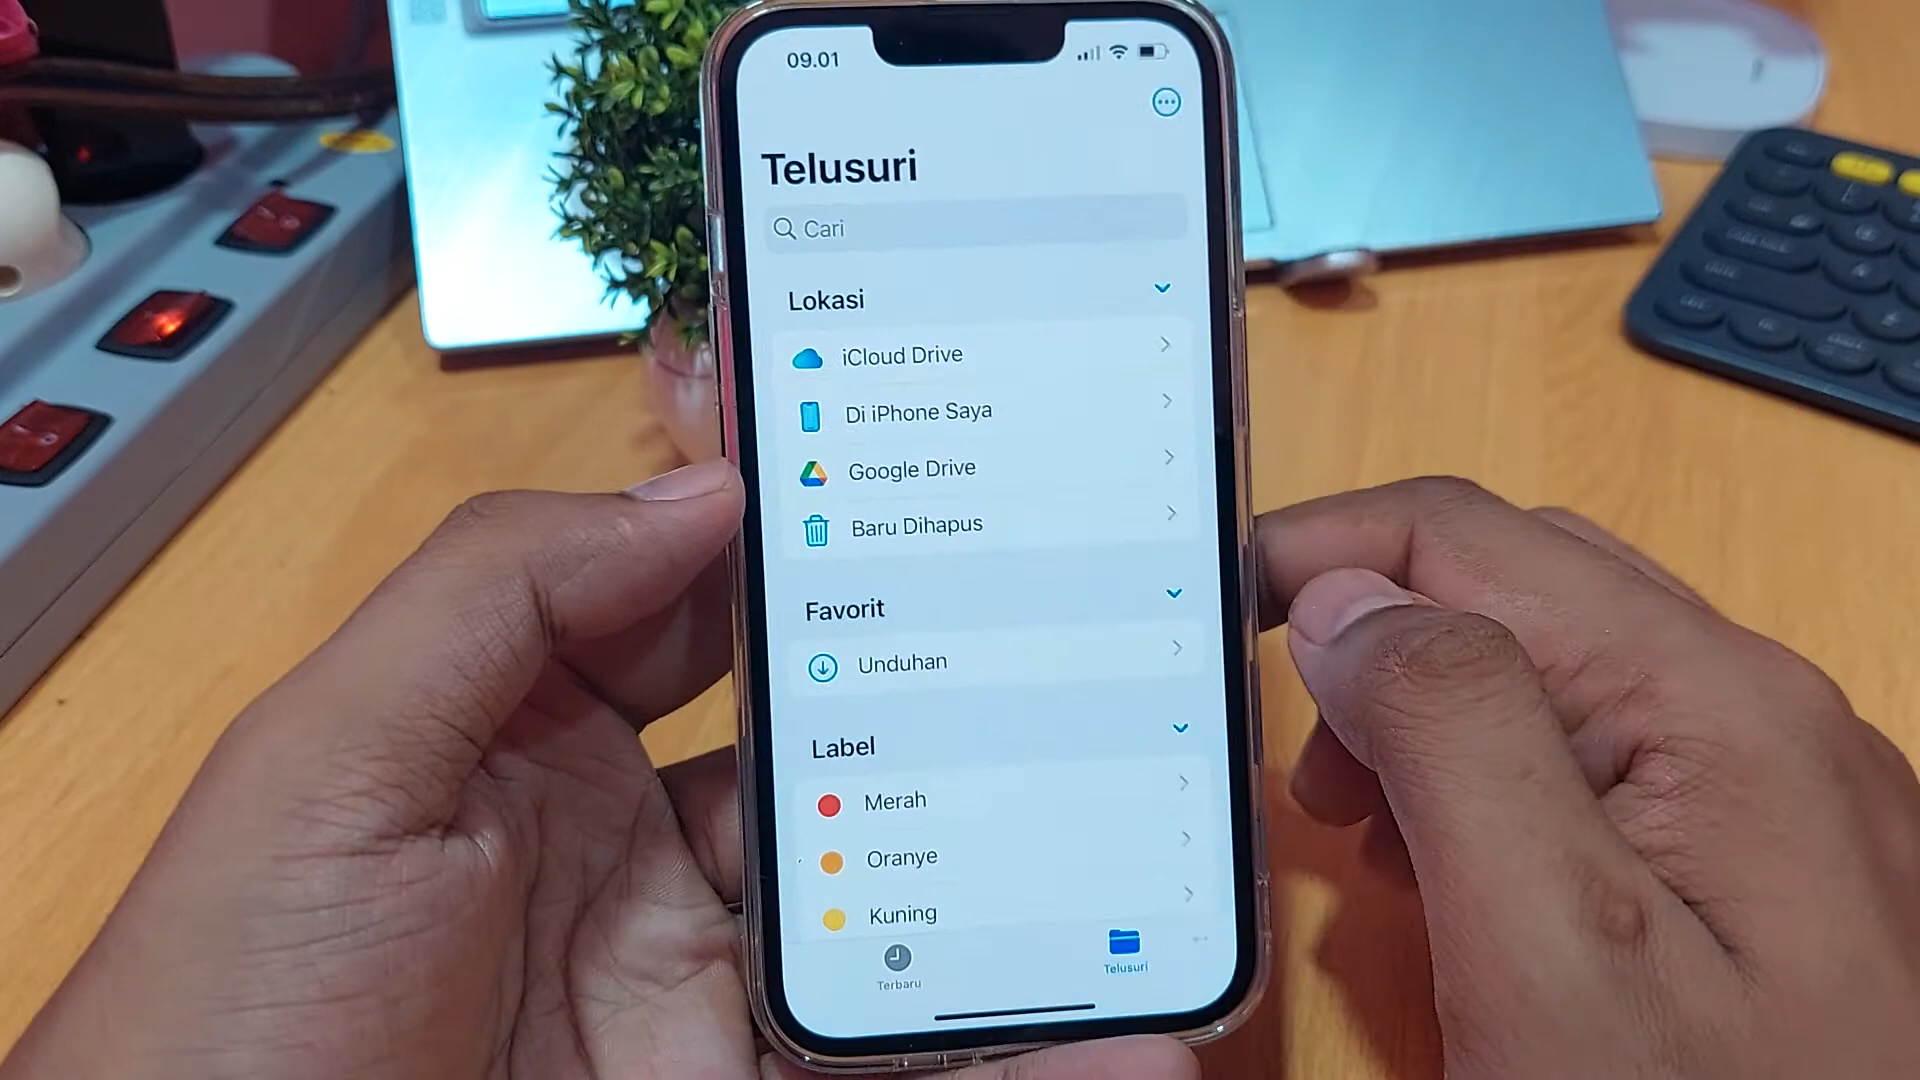 09.01
Telusuri
Cari
Lokasi
iCloud Drive
Di iPhone Saya
Google Drive
Baru Dihapus
Favorit
Unduhan
Label
Merah
Oranye
Kuning
Terbaru
Telusuri